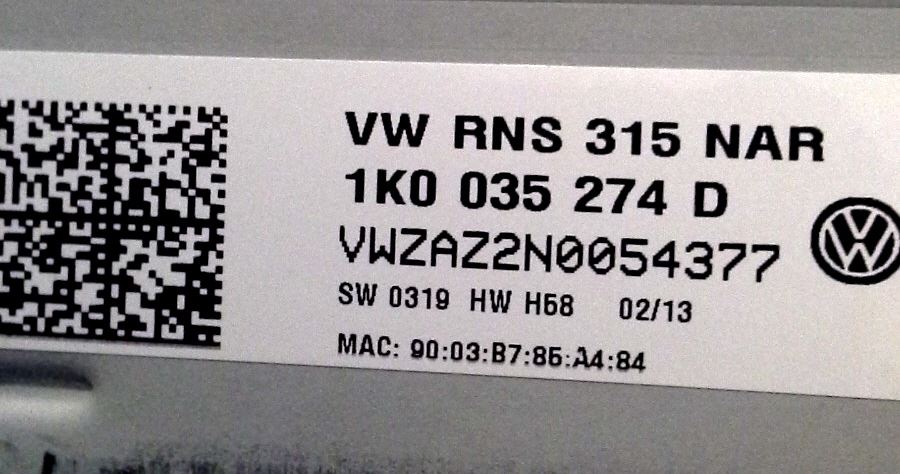 VW RNS 315 NAR
1K0 035 274 D
VWZAZ2N0054377
SW 0319 HW H58 02/13
MAC: 90:03:B7:85:A4:84